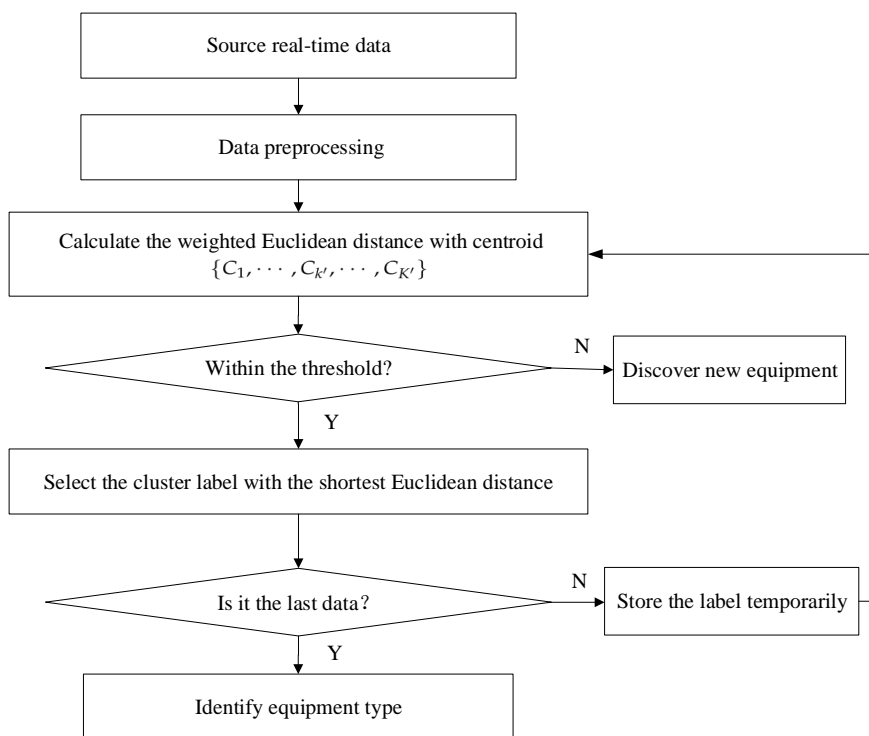 Source real-time data
Data preprocessing
Calculate the weighted Euclidean distance with centroid
{C₁, ⋯ , Cₖ′, ⋯ , C_K′}
Within the threshold?
N
Discover new equipment
Y
Select the cluster label with the shortest Euclidean distance
Is it the last data?
N
Store the label temporarily
Y
Identify equipment type